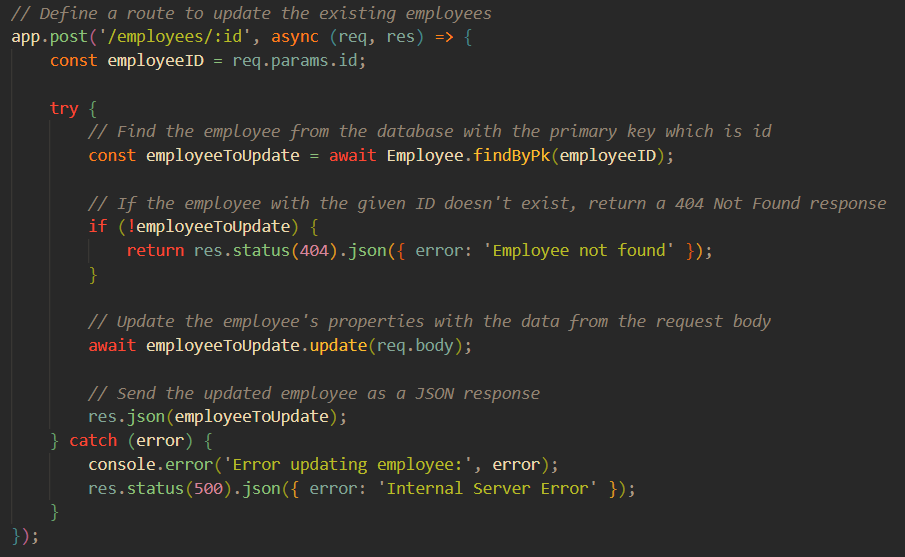 // Define a route to update the existing employees
app.post('/employees/:id', async (req, res) => {
    const employeeID = req.params.id;

    try {
        // Find the employee from the database with the primary key which is id
        const employeeToUpdate = await Employee.findByPk(employeeID);

        // If the employee with the given ID doesn't exist, return a 404 Not Found response
        if (!employeeToUpdate) {
            return res.status(404).json({ error: 'Employee not found' });
        }

        // Update the employee's properties with the data from the request body
        await employeeToUpdate.update(req.body);

        // Send the updated employee as a JSON response
        res.json(employeeToUpdate);
    } catch (error) {
        console.error('Error updating employee:', error);
        res.status(500).json({ error: 'Internal Server Error' });
    }
});